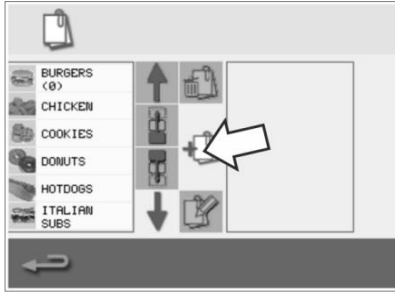 BURGERS
(0)
CHICKEN
COOKIES
DONUTS
HOTDOGS
ITALIAN
SUBS